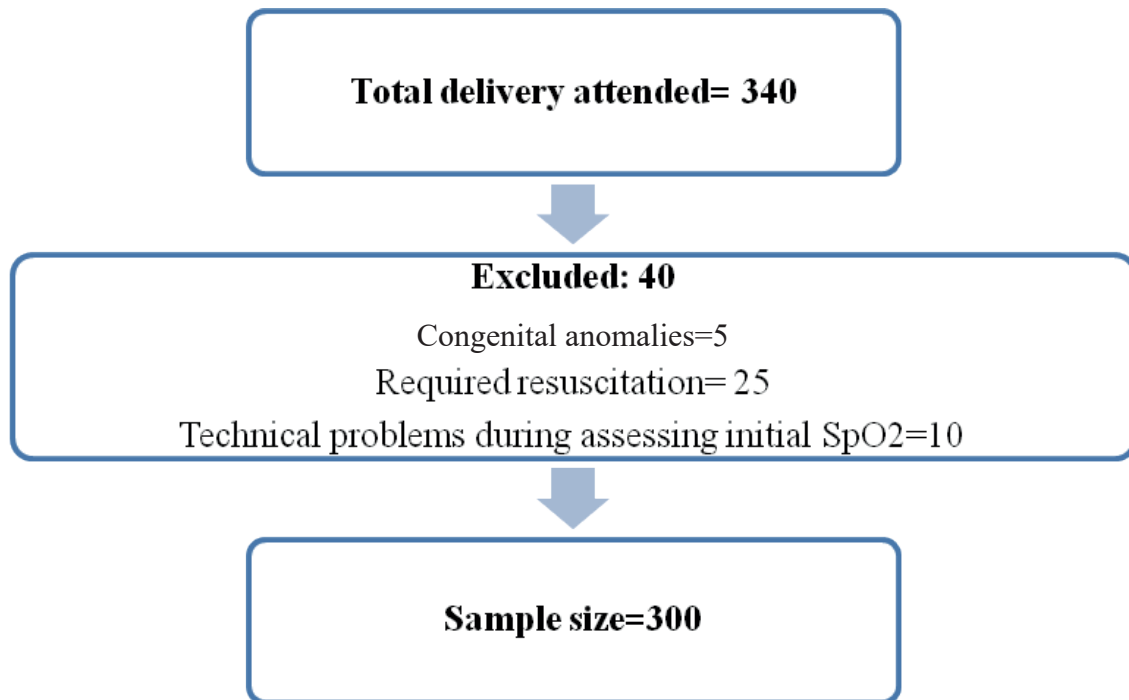 Total delivery attended= 340
Excluded: 40
Congenital anomalies=5
Required resuscitation= 25
Technical problems during assessing initial SpO2=10
Sample size=300